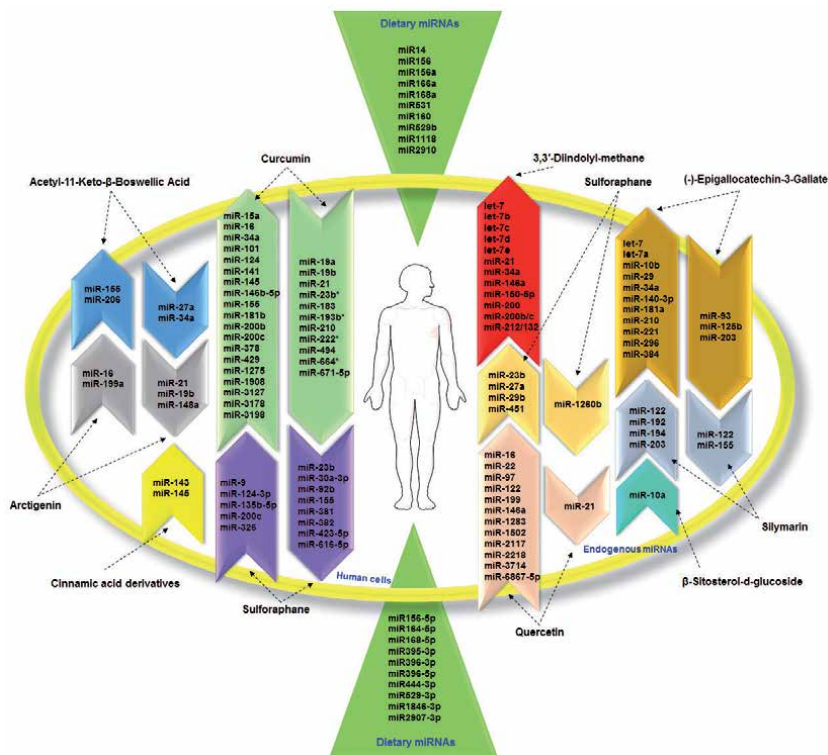 Dietary miRNAs
miR14
miR156
miR156a
miR166a
miR168a
miR531
miR160
miR529b
miR1118
miR2910
Curcumin
Acetyl-11-Keto-β-Boswellic Acid
3,3'-Diindolyl-methane
Sulforaphane
(-)-Epigallocatechin-3-Gallate
miR-155
miR-206
miR-27a
miR-34a
miR-15a
miR-16
miR-34a
miR-101
miR-124
miR-141
miR-145
miR-146b-5p
miR-155
miR-181b
miR-200b
miR-200c
miR-378
miR-429
miR-1275
miR-1908
miR-3127
miR-3178
miR-3198
miR-19a
miR-19b
miR-21
miR-23b*
miR-183
miR-193b*
miR-210
miR-222*
miR-494
miR-664*
miR-671-5p
let-7
let-7b
let-7c
let-7d
let-7e
miR-21
miR-34a
miR-146a
miR-150-5p
miR-200
miR-200b/c
miR-212/132
let-7
let-7a
miR-10b
miR-29
miR-34a
miR-140-3p
miR-181a
miR-210
miR-221
miR-296
miR-384
miR-93
miR-125b
miR-203
miR-16
miR-199a
miR-21
miR-19b
miR-148a
miR-23b
miR-27a
miR-29b
miR-451
miR-1260b
miR-122
miR-192
miR-194
miR-203
miR-122
miR-155
Arctigenin
miR-143
miR-145
miR-9
miR-124-3p
miR-135b-5p
miR-200c
miR-326
miR-23b
miR-30a-3p
miR-92b
miR-155
miR-381
miR-382
miR-423-5p
miR-616-5p
miR-16
miR-22
miR-97
miR-122
miR-199
miR-146a
miR-1283
miR-1502
miR-2117
miR-2218
miR-3714
miR-6867-5p
miR-21
miR-10a
Silymarin
Endogenous miRNAs
Cinnamic acid derivatives
Human cells
β-Sitosterol-d-glucoside
Sulforaphane
Quercetin
miR156-5p
miR164-5p
miR168-5p
miR395-3p
miR396-3p
miR396-5p
miR444-3p
miR529-3p
miR1846-3p
miR2907-3p
Dietary miRNAs